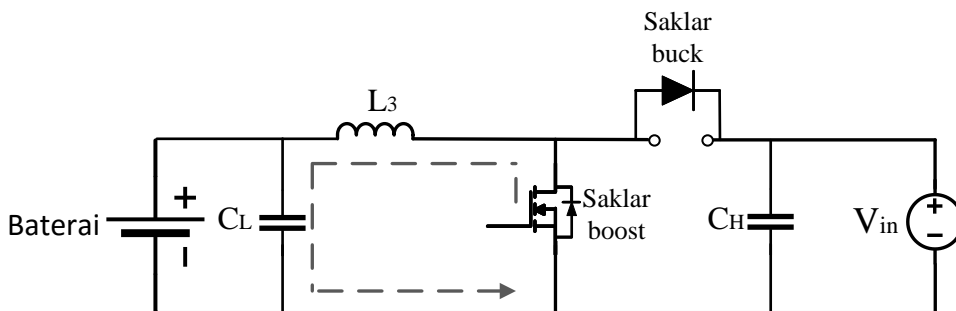 Saklar
buck
L3
+
Baterai
CL
Saklar
boost
CH
Vin
+
−